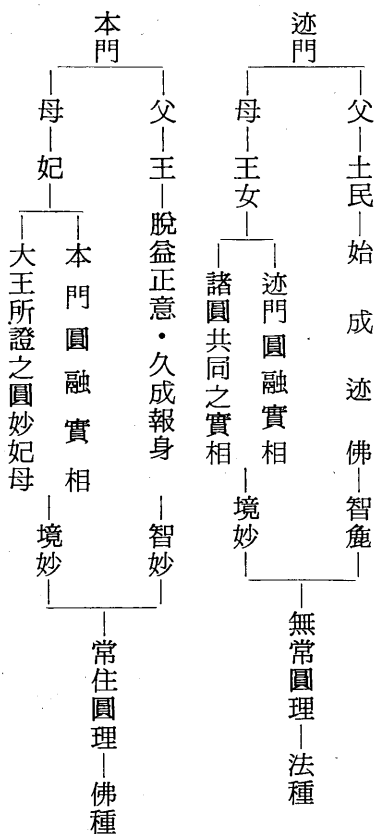 迹門
父
土民
始成迹佛
智麁
母
王女
迹門圓融實相
諸圓共同之實相
境妙
無常圓理
法種
本門
父
王
脫益正意・久成報身
智妙
母
妃
本門圓融實相
大王所證之圓妙妃母
境妙
常住圓理
佛種